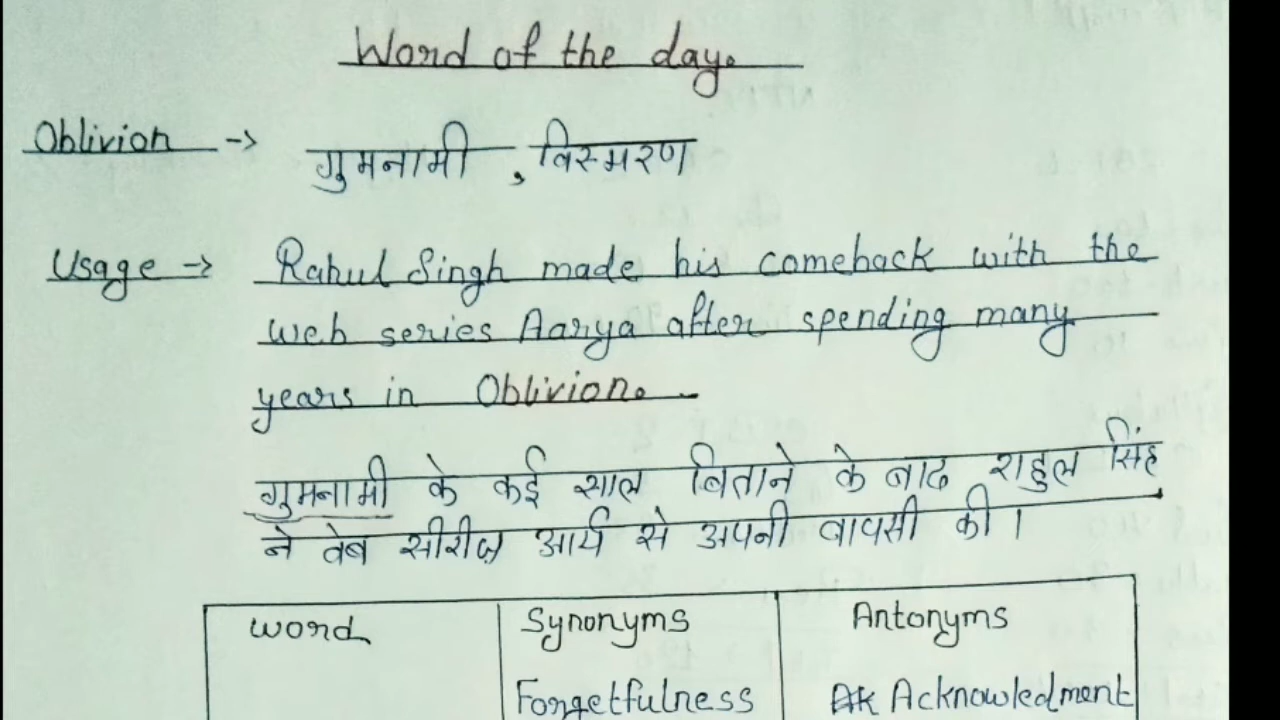 Word of the day.
Oblivion -> गुमनामी, विस्मरण
Usage -> Rahul Singh made his comeback with the
web series Aarya after spending many
years in Oblivion.
गुमनामी के कई साल बिताने के बाद राहुल सिंह
ने वेब सीरीज़ आर्य से अपनी वापसी की।
word Synonyms Antonyms
Forgetfulness Acknowledment